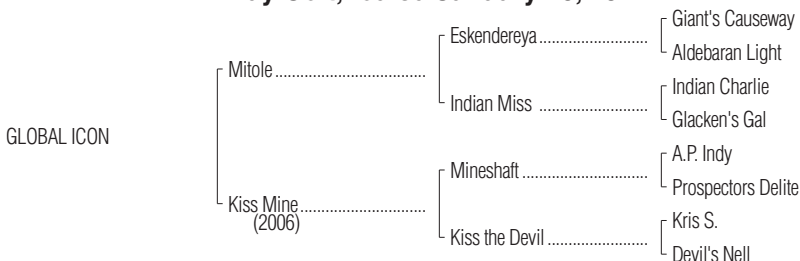 Giant's Causeway
Eskendereya
Aldebaran Light
Mitole
Indian Charlie
Indian Miss
Glacken's Gal
GLOBAL ICON
A.P. Indy
Mineshaft
Prospectors Delite
Kiss Mine
(2006)
Kris S.
Kiss the Devil
Devil's Nell